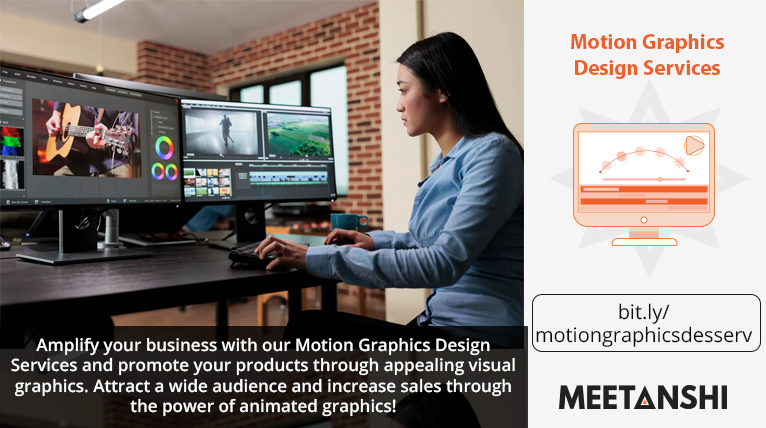 Motion Graphics
Design Services
bit.ly/
motiongraphicsdesserv
MEETANSHI
Amplify your business with our Motion Graphics Design
Services and promote your products through appealing visual
graphics. Attract a wide audience and increase sales through
the power of animated graphics!